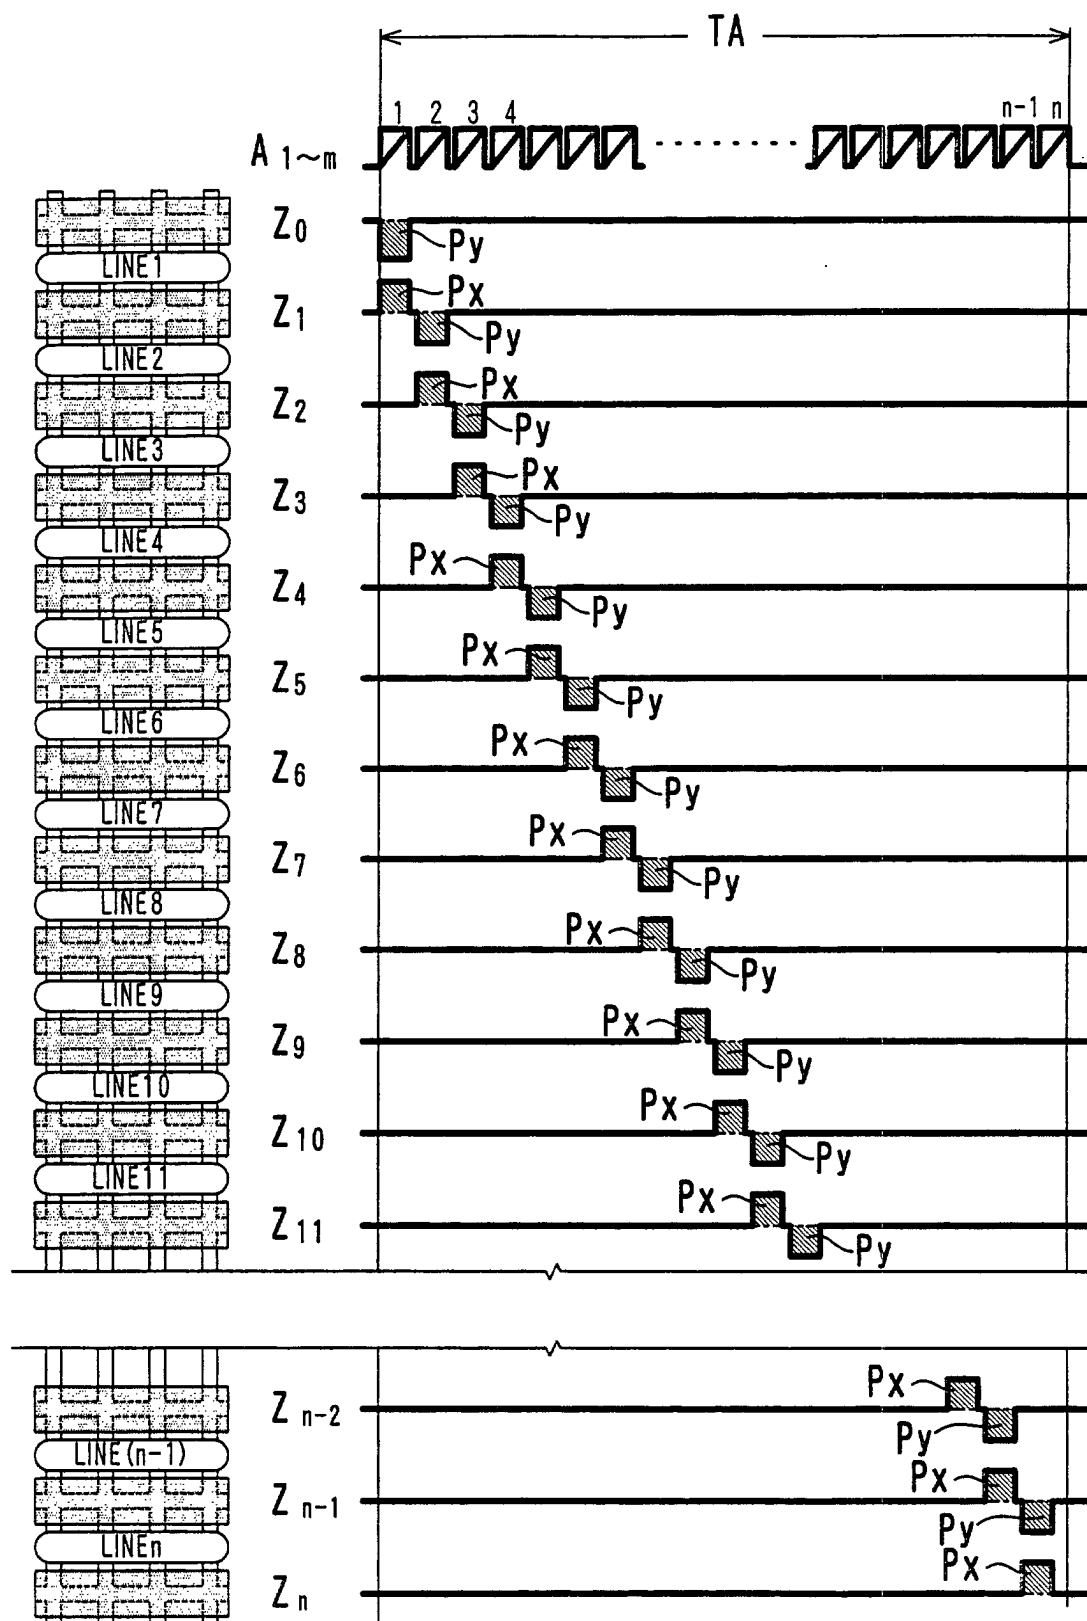 TA
1 2 3 4 n-1 n
A 1~m ........
Z0 Py
LINE1
Px
Z1 Py
LINE2
Px
Z2 Py
LINE3
Px
Z3 Py
LINE4
Px
Z4 Py
LINE5
Px
Z5 Py
LINE6
Px
Z6 Py
LINE7
Px
Z7 Py
LINE8
Px
Z8 Py
LINE9
Px
Z9 Py
LINE10
Px
Z10 Py
LINE11
Px
Z11 Py
Px
Z n-2 Py
LINE(n-1)
Px
Z n-1 Py
LINEn
Px
Z n